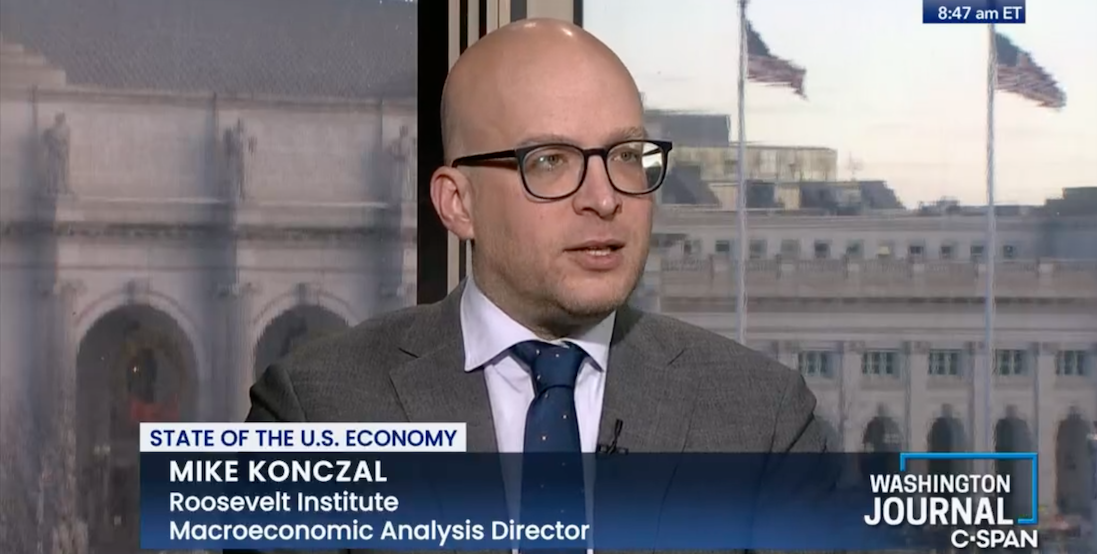 8:47 am ET
STATE OF THE U.S. ECONOMY
MIKE KONCZAL
Roosevelt Institute
Macroeconomic Analysis Director
WASHINGTON
JOURNAL
C-SPAN